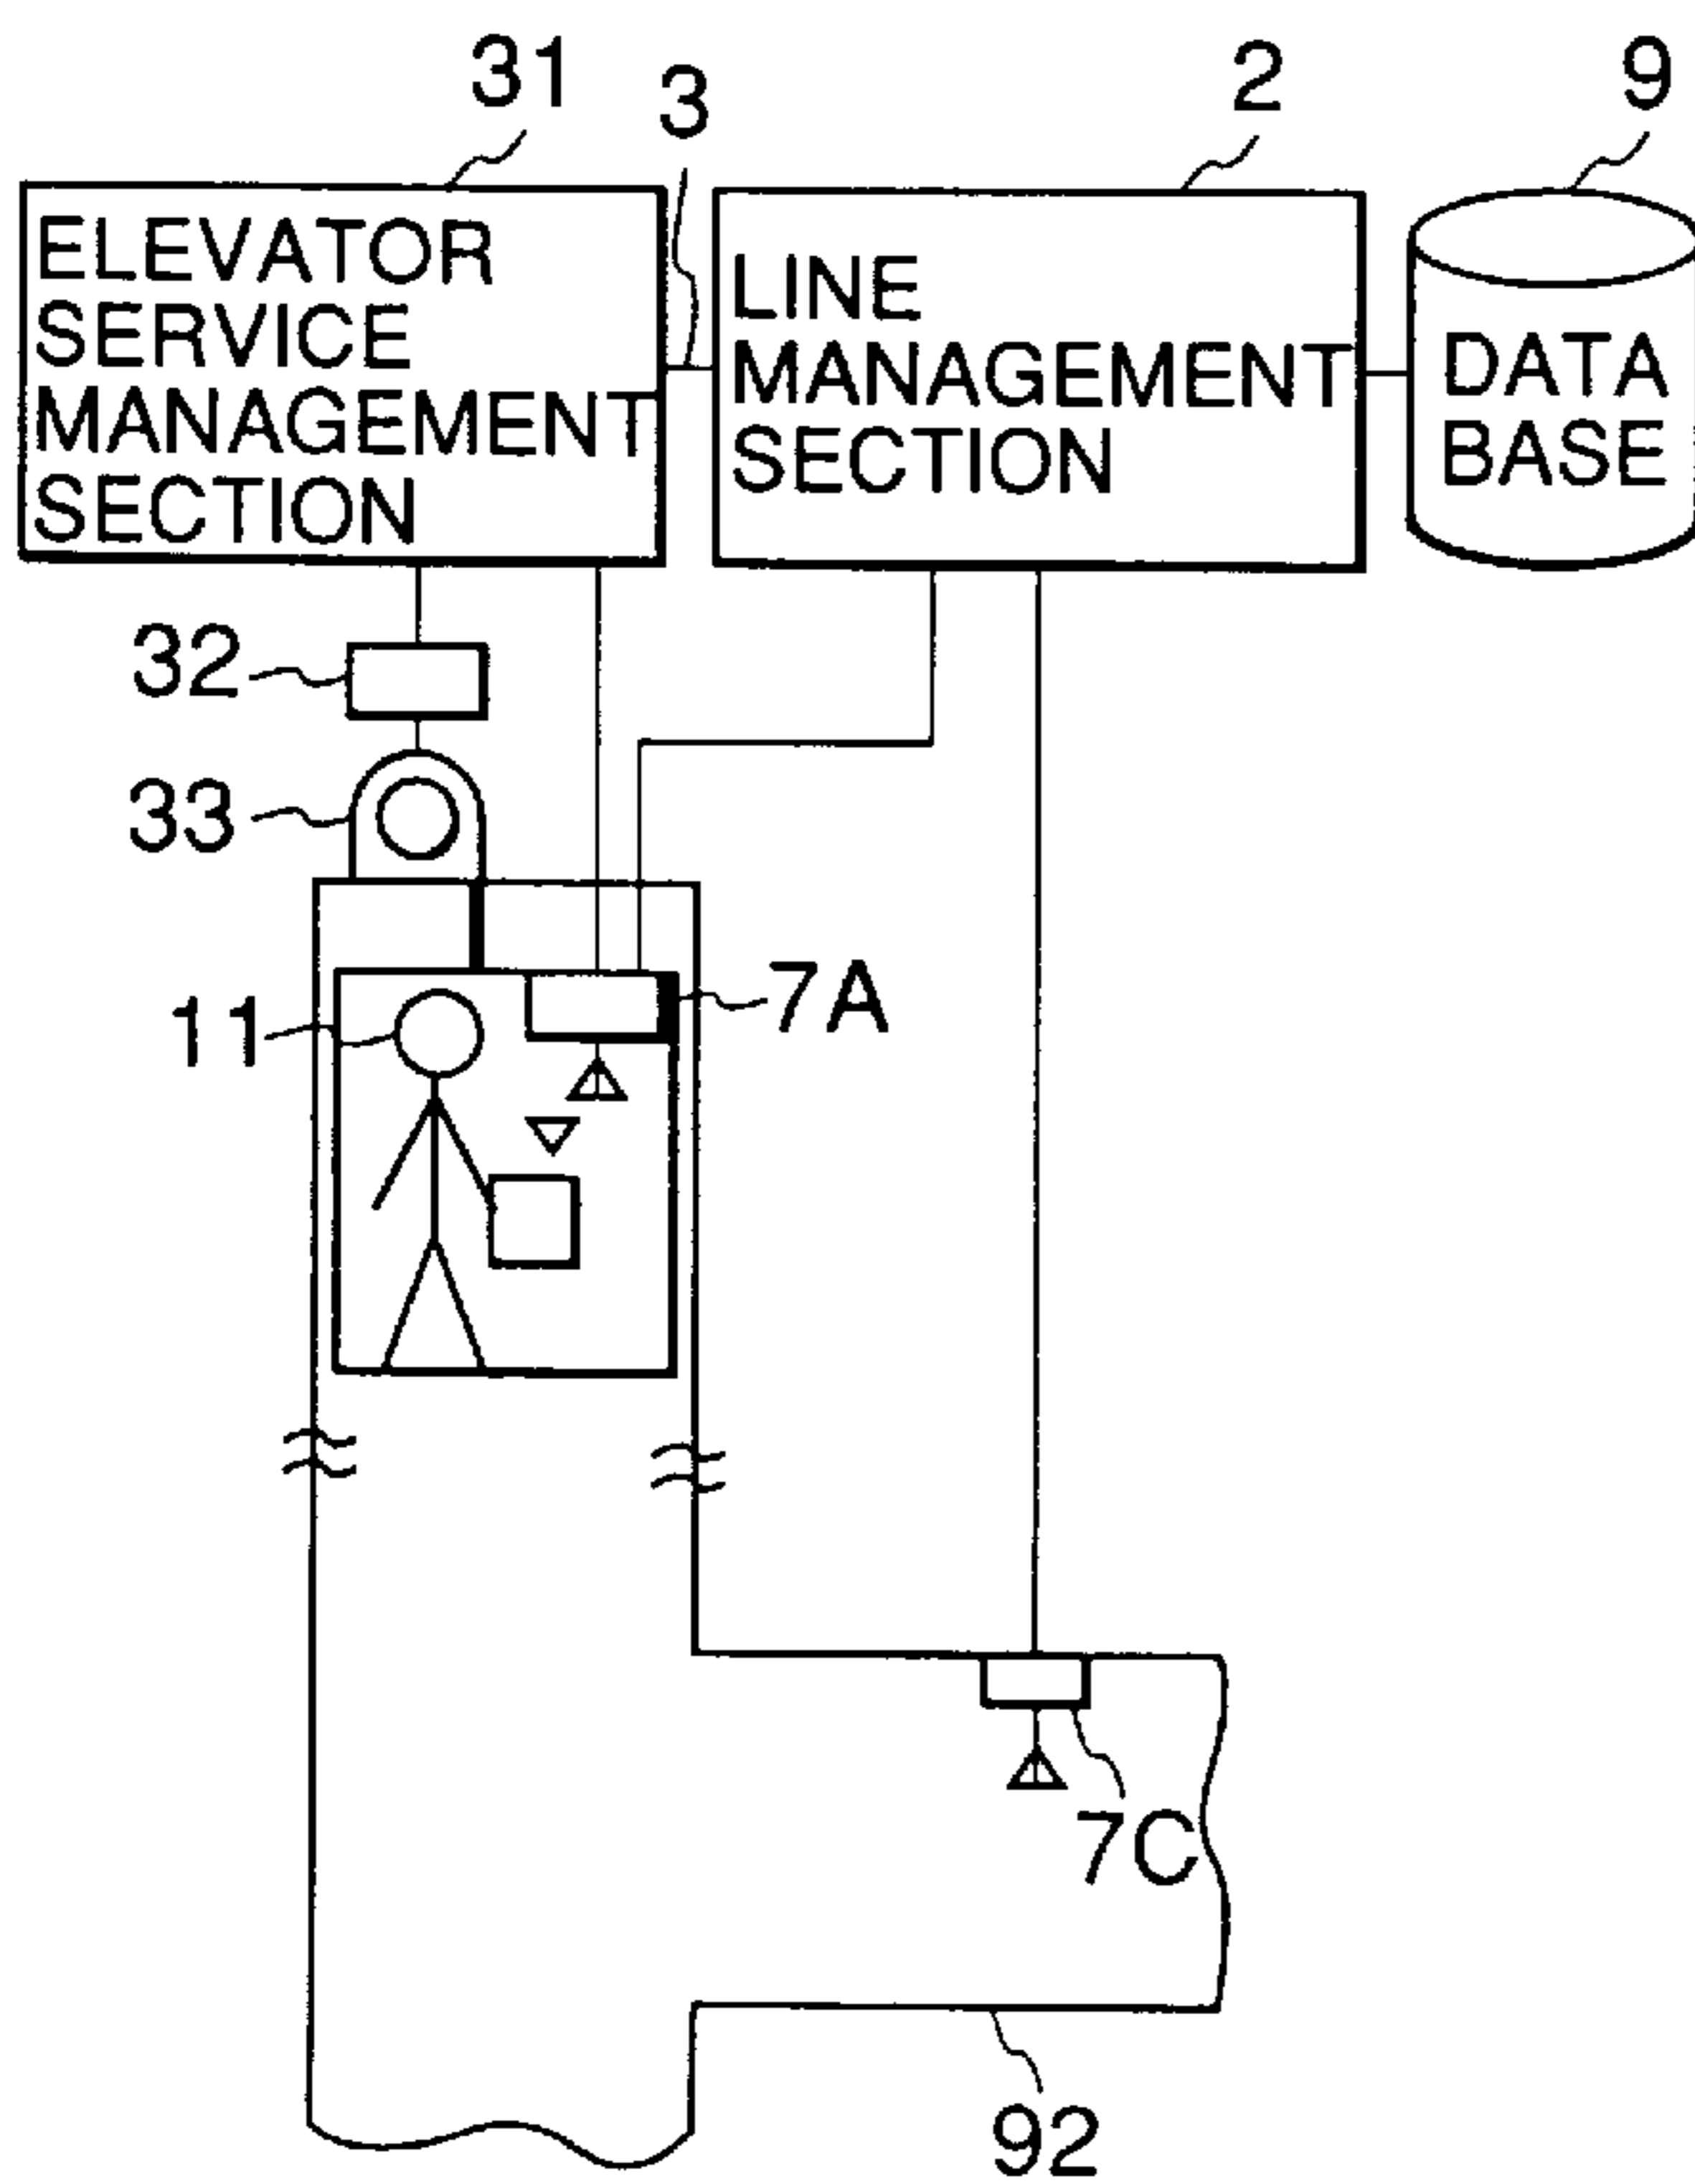 31
3
2
9
ELEVATOR
SERVICE
MANAGEMENT
SECTION
LINE
MANAGEMENT
SECTION
DATA
BASE
32
33
11
7A
7C
92